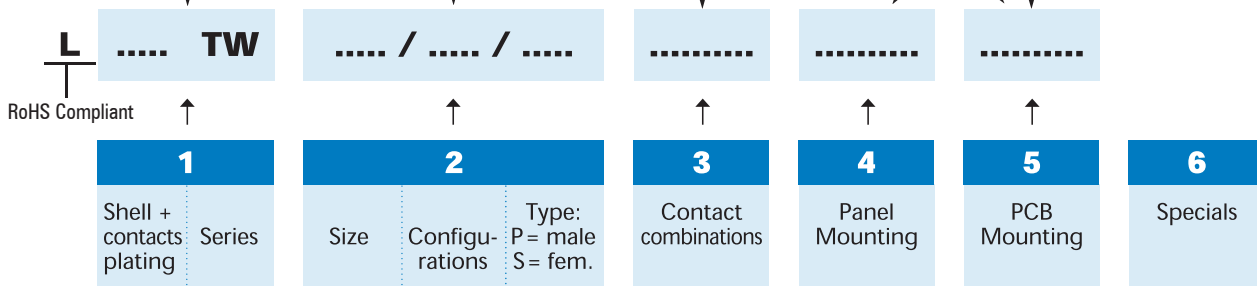 L ..... TW ..... / ..... / ..... .......... .......... ..........
RoHS Compliant
1 2 3 4 5 6
Shell +
contacts
plating
Series
Size
Configu-
rations
Type:
P = male
S = fem.
Contact
combinations
Panel
Mounting
PCB
Mounting
Specials